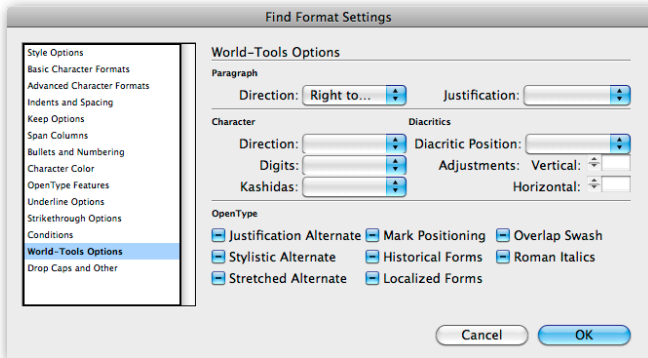 Find Format Settings
Style Options
Basic Character Formats
Advanced Character Formats
Indents and Spacing
Keep Options
Span Columns
Bullets and Numbering
Character Color
OpenType Features
Underline Options
Strikethrough Options
Conditions
World-Tools Options
Drop Caps and Other
World-Tools Options
Paragraph
Direction: Right to... Justification:
Character Diacritics
Direction: Diacritic Position:
Digits: Adjustments: Vertical:
Kashidas: Horizontal:
OpenType
Justification Alternate Mark Positioning Overlap Swash
Stylistic Alternate Historical Forms Roman Italics
Stretched Alternate Localized Forms
Cancel OK